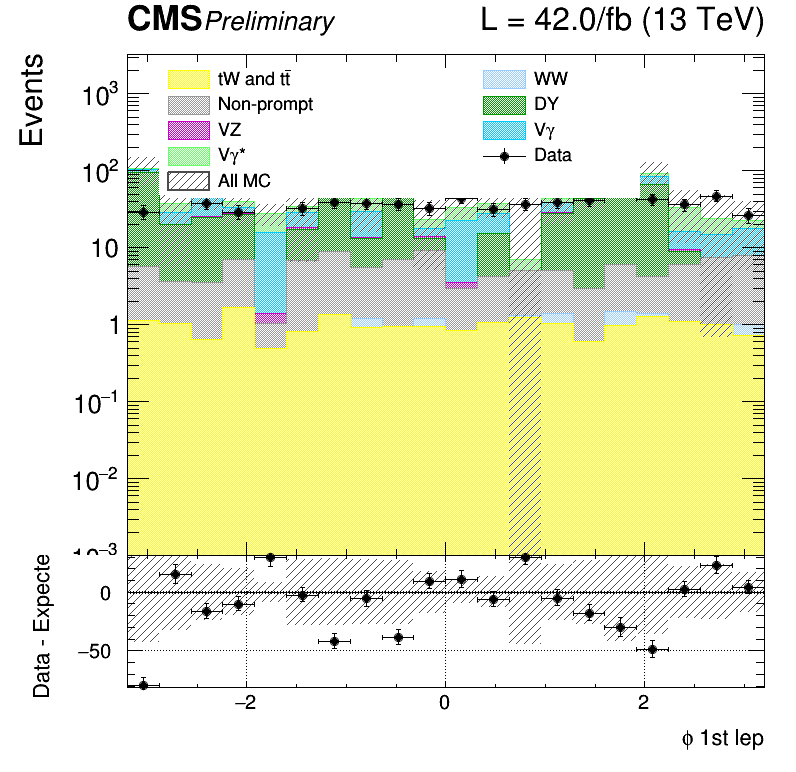 CMS Preliminary L = 42.0/fb (13 TeV)
Events
10³
10²
10
1
10⁻¹
10⁻²
10⁻³
tW and tt̄
Non-prompt
VZ
Vγ*
All MC
WW
DY
Vγ
Data
Data - Expecte
0
−50
−2 0 2
ϕ 1st lep